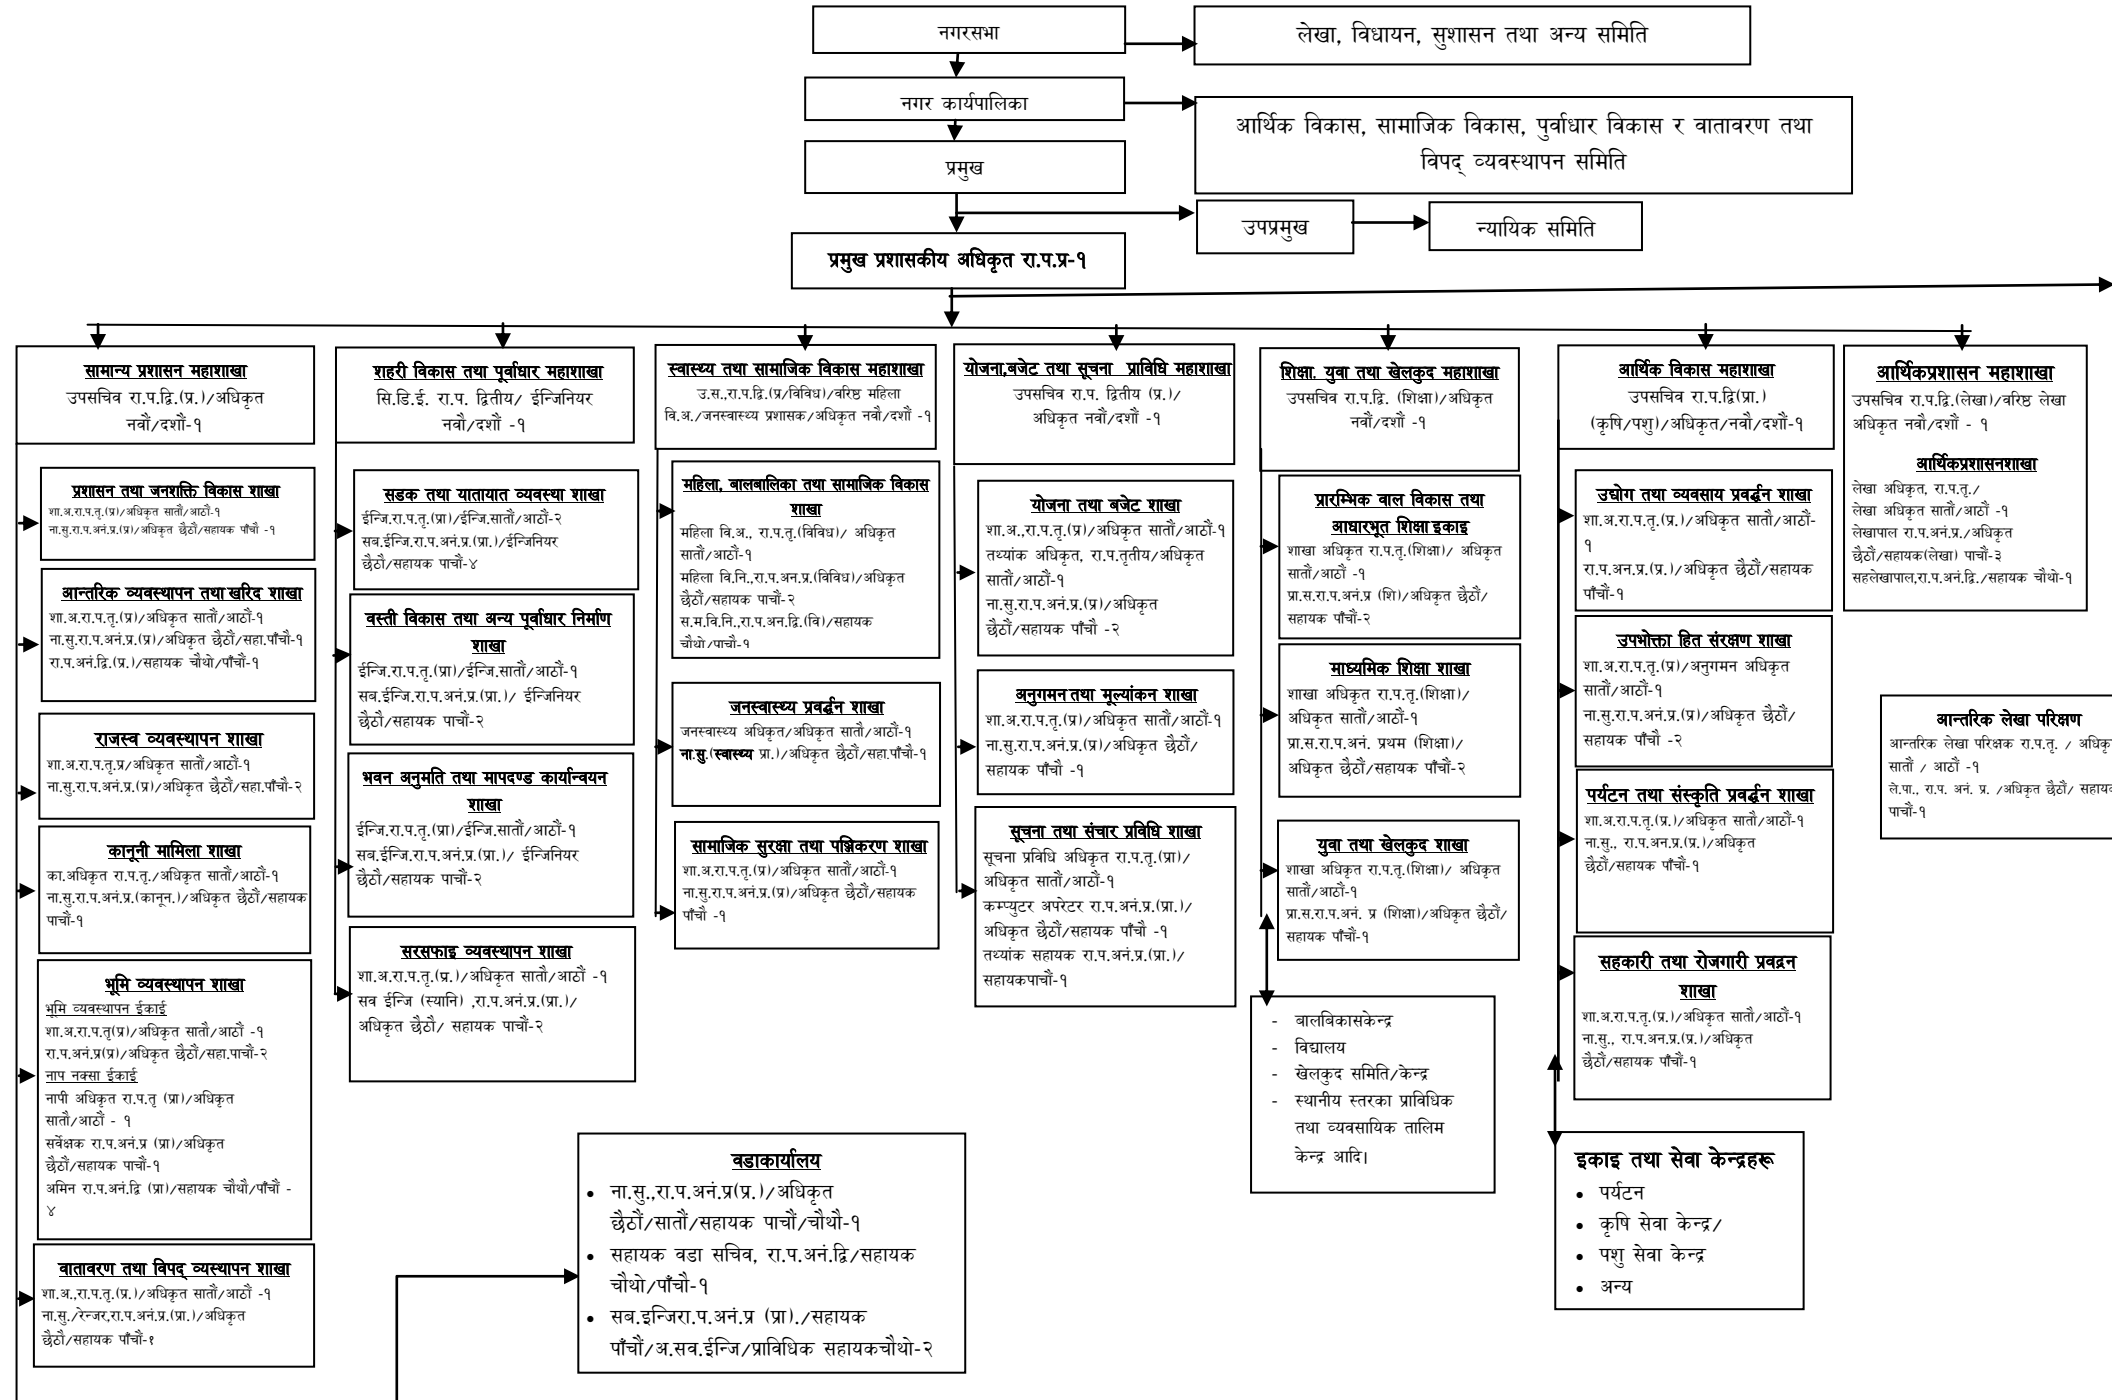 नगरसभा
लेखा, विधायन, सुशासन तथा अन्य समिति
नगर कार्यपालिका
आर्थिक विकास, सामाजिक विकास, पुर्वाधार विकास र वातावरण तथा
विपद् व्यवस्थापन समिति
प्रमुख
उपप्रमुख
न्यायिक समिति
प्रमुख प्रशासकीय अधिकृत रा.प.प्र-१
सामान्य प्रशासन महाशाखा
उपसचिव रा.प.द्वि.(प्र.)/अधिकृत
नवौं/दशौं-१
प्रशासन तथा जनशक्ति विकास शाखा
शा.अ.रा.प.तृ.(प्र)/अधिकृत सातौं/आठौं-१
ना.सु.रा.प.अनं.प्र.(प्र)/अधिकृत छैठौं/सहायक पाँचौं -१
आन्तरिक व्यवस्थापन तथा खरिद शाखा
शा.अ.रा.प.तृ.(प्र)/अधिकृत सातौं/आठौं-१
ना.सु.रा.प.अनं.प्र.(प्र)/अधिकृत छैठौं/सहा.पाँचौं-१
रा.प.अनं.द्वि.(प्र.)/सहायक चौथो/पाँचौं-१
राजस्व व्यवस्थापन शाखा
शा.अ.रा.प.तृ.प्र/अधिकृत सातौं/आठौं-१
ना.सु.रा.प.अनं.प्र.(प्र)/अधिकृत छैठौं/सहा.पाँचौं-२
कानूनी मामिला शाखा
का.अधिकृत रा.प.तृ./अधिकृत सातौं/आठौं-१
ना.सु.रा.प.अनं.प्र.(कानून.)/अधिकृत छैठौं/सहायक
पाचौं-१
भूमि व्यवस्थापन शाखा
भूमि व्यवस्थापन ईकाई
शा.अ.रा.प.तृ(प्र)/अधिकृत सातौं/आठौं -१
रा.प.अनं.प्र(प्र)/अधिकृत छैठौं/सहा.पाचौं-२
नाप नक्सा ईकाई
नापी अधिकृत रा.प.तृ (प्रा)/अधिकृत
सातौं/आठौं - १
सर्वेक्षक रा.प.अनं.प्र (प्रा)/अधिकृत
छैठौं/सहायक पाचौं-१
अमिन रा.प.अनं.द्वि (प्रा)/सहायक चौथौ/पाँचौं -
४
वातावरण तथा विपद् व्यस्थापन शाखा
शा.अ.,रा.प.तृ.(प्र.)/अधिकृत सातौं/आठौं -१
ना.सु./रेन्जर,रा.प.अनं.प्र.(प्रा.)/अधिकृत
छैठौं/सहायक पाँचौं-१
शहरी विकास तथा पूर्वाधार महाशाखा
सि.डि.ई. रा.प. द्वितीय/ ईन्जिनियर
नवौं/दशौं -१
सडक तथा यातायात व्यवस्था शाखा
ईन्जि.रा.प.तृ.(प्रा)/ईन्जि.सातौं/आठौं-२
सब.ईन्जि.रा.प.अनं.प्र.(प्रा.)/ईन्जिनियर
छैठौं/सहायक पाचौं-४
वस्ती विकास तथा अन्य पूर्वाधार निर्माण
शाखा
ईन्जि.रा.प.तृ.(प्रा)/ईन्जि.सातौं/आठौं-१
सब.ईन्जि.रा.प.अनं.प्र.(प्रा.)/ ईन्जिनियर
छैठौं/सहायक पाचौं-२
भवन अनुमति तथा मापदण्ड कार्यान्वयन
शाखा
ईन्जि.रा.प.तृ.(प्रा)/ईन्जि.सातौं/आठौं-१
सब.ईन्जि.रा.प.अनं.प्र.(प्रा.)/ ईन्जिनियर
छैठौं/सहायक पाचौं-२
सरसफाइ व्यवस्थापन शाखा
शा.अ.रा.प.तृ.(प्र.)/अधिकृत सातौं/आठौं -१
सव ईन्जि (स्यानि) ,रा.प.अनं.प्र.(प्रा.)/
अधिकृत छैठौं/ सहायक पाचौं-२
स्वास्थ्य तथा सामाजिक विकास महाशाखा
उ.स.,रा.प.द्वि.(प्र/विविध)/वरिष्ठ महिला
वि.अ./जनस्वास्थ्य प्रशासक/अधिकृत नवौं/दशौं -१
महिला, बालबालिका तथा सामाजिक विकास
शाखा
महिला वि.अ., रा.प.तृ.(विविध)/ अधिकृत
सातौं/आठौं-१
महिला वि.नि.,रा.प.अन.प्र.(विविध)/अधिकृत
छैठौं/सहायक पाचौं-२
स.म.वि.नि.,रा.प.अन.द्वि.(वि)/सहायक
चौथो/पाचौं-१
जनस्वास्थ्य प्रवर्द्धन शाखा
जनस्वास्थ्य अधिकृत/अधिकृत सातौं/आठौं-१
ना.सु.(स्वास्थ्य प्रा.)/अधिकृत छैठौं/सहा.पाँचौं-१
सामाजिक सुरक्षा तथा पञ्जिकरण शाखा
शा.अ.रा.प.तृ.(प्र)/अधिकृत सातौं/आठौं-१
ना.सु.रा.प.अनं.प्र.(प्र)/अधिकृत छैठौं/सहायक
पाँचौं -१
योजना,बजेट तथा सूचना प्राविधि महाशाखा
उपसचिव रा.प. द्वितीय (प्र.)/
अधिकृत नवौं/दशौं -१
योजना तथा बजेट शाखा
शा.अ.,रा.प.तृ.(प्र)/अधिकृत सातौं/आठौं-१
तथ्यांक अधिकृत, रा.प.तृतीय/अधिकृत
सातौं/आठौं-१
ना.सु.रा.प.अनं.प्र.(प्र)/अधिकृत
छैठौं/सहायक पाँचौं -२
अनुगमन तथा मूल्यांकन शाखा
शा.अ.रा.प.तृ.(प्र)/अधिकृत सातौं/आठौं-१
ना.सु.रा.प.अनं.प्र.(प्र)/अधिकृत छैठौं/
सहायक पाँचौं -१
सूचना तथा संचार प्रविधि शाखा
सूचना प्रविधि अधिकृत रा.प.तृ.(प्रा)/
अधिकृत सातौं/आठौं-१
कम्प्युटर अपरेटर रा.प.अनं.प्र.(प्रा.)/
अधिकृत छैठौं/सहायक पाँचौं -१
तथ्यांक सहायक रा.प.अनं.प्र.(प्रा.)/
सहायकपाचौं-१
शिक्षा. युवा तथा खेलकुद महाशाखा
उपसचिव रा.प.द्वि. (शिक्षा)/अधिकृत
नवौं/दशौं -१
प्रारम्भिक वाल विकास तथा
आधारभूत शिक्षा इकाइ
शाखा अधिकृत रा.प.तृ.(शिक्षा)/ अधिकृत
सातौं/आठौं -१
प्रा.स.रा.प.अनं.प्र (शि)/अधिकृत छैठौं/
सहायक पाँचौं-२
माध्यमिक शिक्षा शाखा
शाखा अधिकृत रा.प.तृ.(शिक्षा)/
अधिकृत सातौं/आठौं-१
प्रा.स.रा.प.अनं. प्रथम (शिक्षा)/
अधिकृत छैठौं/सहायक पाँचौं-२
युवा तथा खेलकुद शाखा
शाखा अधिकृत रा.प.तृ.(शिक्षा)/ अधिकृत
सातौं/आठौं-१
प्रा.स.रा.प.अनं. प्र (शिक्षा)/अधिकृत छैठौं/
सहायक पाँचौं-१
- बालबिकासकेन्द्र
- विद्यालय
- खेलकुद समिति/केन्द्र
- स्थानीय स्तरका प्राविधिक
तथा व्यवसायिक तालिम
केन्द्र आदि।
आर्थिक विकास महाशाखा
उपसचिव रा.प.द्वि(प्रा.)
(कृषि/पशु)/अधिकृत/नवौं/दशौं-१
उद्योग तथा व्यवसाय प्रवर्द्धन शाखा
शा.अ.रा.प.तृ.(प्र.)/अधिकृत सातौं/आठौं-
१
रा.प.अन.प्र.(प्र.)/अधिकृत छैठौं/सहायक
पाँचौं-१
उपभोक्ता हित संरक्षण शाखा
शा.अ.रा.प.तृ.(प्र)/अनुगमन अधिकृत
सातौं/आठौं-१
ना.सु.रा.प.अनं.प्र.(प्र)/अधिकृत छैठौं/
सहायक पाँचौं -२
पर्यटन तथा संस्कृति प्रवर्द्धन शाखा
शा.अ.रा.प.तृ.(प्र.)/अधिकृत सातौं/आठौं-१
ना.सु., रा.प.अन.प्र.(प्र.)/अधिकृत
छैठौं/सहायक पाँचौं-१
सहकारी तथा रोजगारी प्रवद्रन
शाखा
शा.अ.रा.प.तृ.(प्र.)/अधिकृत सातौं/आठौं-१
ना.सु., रा.प.अन.प्र.(प्र.)/अधिकृत
छैठौं/सहायक पाँचौं-१
इकाइ तथा सेवा केन्द्रहरू
• पर्यटन
• कृषि सेवा केन्द्र/
• पशु सेवा केन्द्र
• अन्य
आर्थिकप्रशासन महाशाखा
उपसचिव रा.प.द्वि.(लेखा)/वरिष्ठ लेखा
अधिकृत नवौं/दशौं - १
आर्थिकप्रशासनशाखा
लेखा अधिकृत, रा.प.तृ./
लेखा अधिकृत सातौं/आठौं -१
लेखापाल रा.प.अनं.प्र./अधिकृत
छैठौं/सहायक(लेखा) पाचौं-३
सहलेखापाल,रा.प.अनं.द्वि./सहायक चौथो-१
आन्तरिक लेखा परिक्षण
आन्तरिक लेखा परिक्षक रा.प.तृ. /
सातौं / आठौं -१
ले.पा., रा.प. अनं. प्र. /अधिकृत छैठौं/
पाचौं-१
वडाकार्यालय
• ना.सु.,रा.प.अनं.प्र(प्र.)/अधिकृत
छैठौं/सातौं/सहायक पाचौं/चौथौ-१
• सहायक वडा सचिव, रा.प.अनं.द्वि/सहायक
चौथो/पाँचौं-१
• सब.इन्जिरा.प.अनं.प्र (प्रा)./सहायक
पाँचौं/अ.सव.ईन्जि/प्राविधिक सहायकचौथो-२